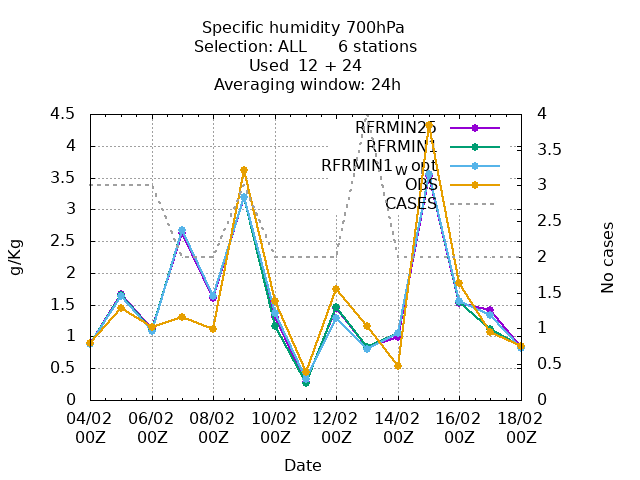 Specific humidity 700hPa
Selection: ALL      6 stations
Used  12 + 24
Averaging window: 24h
g/Kg
4.5
4
3.5
3
2.5
2
1.5
1
0.5
0
RFRMIN25
RFRMIN1
RFRMIN1w opt
OBS
CASES
4
3.5
3
2.5
2
1.5
1
0.5
0
No cases
04/02 06/02 08/02 10/02 12/02 14/02 16/02 18/02
00Z 00Z 00Z 00Z 00Z 00Z 00Z 00Z
Date